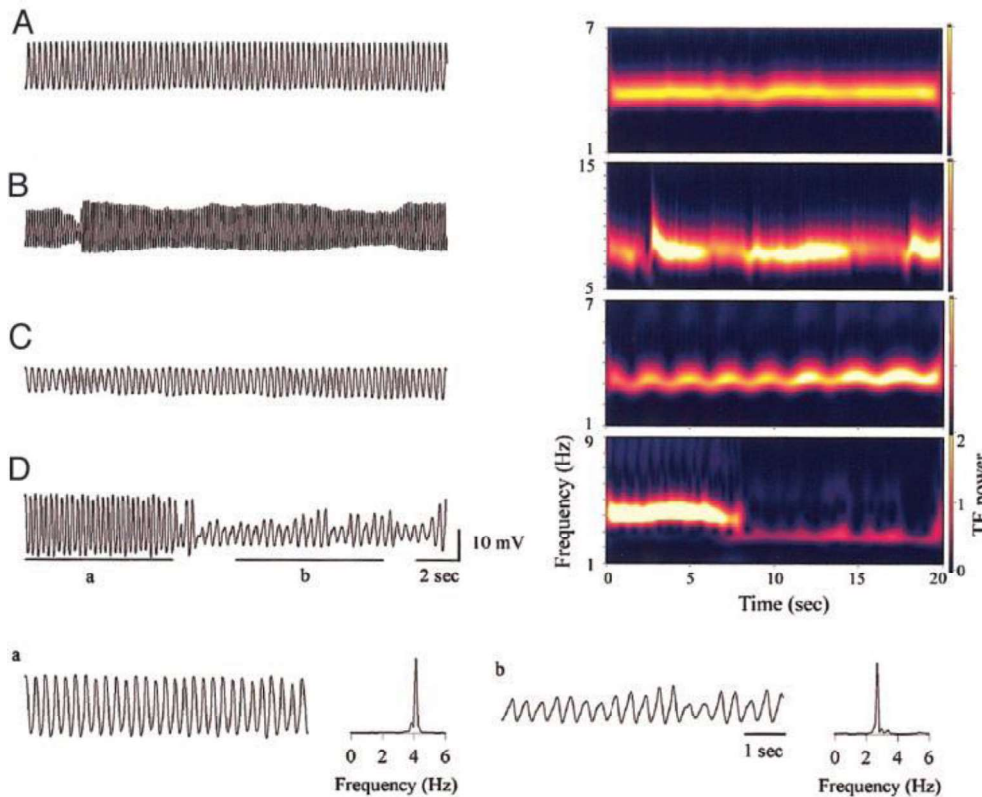 A
7
1
B
15
5
C
7
1
D
9
1
Frequency (Hz)
2
1
0
TF power
10 mV
2 sec
a
b
0 5 10 15 20
Time (sec)
a
0 2 4 6
Frequency (Hz)
b
1 sec
0 2 4 6
Frequency (Hz)